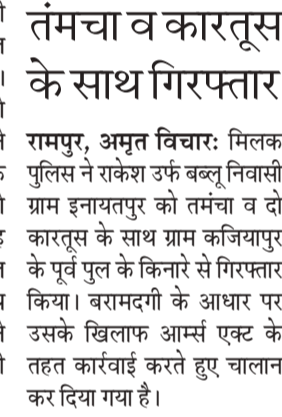 तंमचा व कारतूस
के साथ गिरफ्तार
रामपुर, अमृत विचारः मिलक
पुलिस ने राकेश उर्फ बब्लू निवासी
ग्राम इनायतपुर को तमंचा व दो
कारतूस के साथ ग्राम कजियापुर
के पूर्व पुल के किनारे से गिरफ्तार
किया। बरामदगी के आधार पर
उसके खिलाफ आर्म्स एक्ट के
तहत कार्रवाई करते हुए चालान
कर दिया गया है।